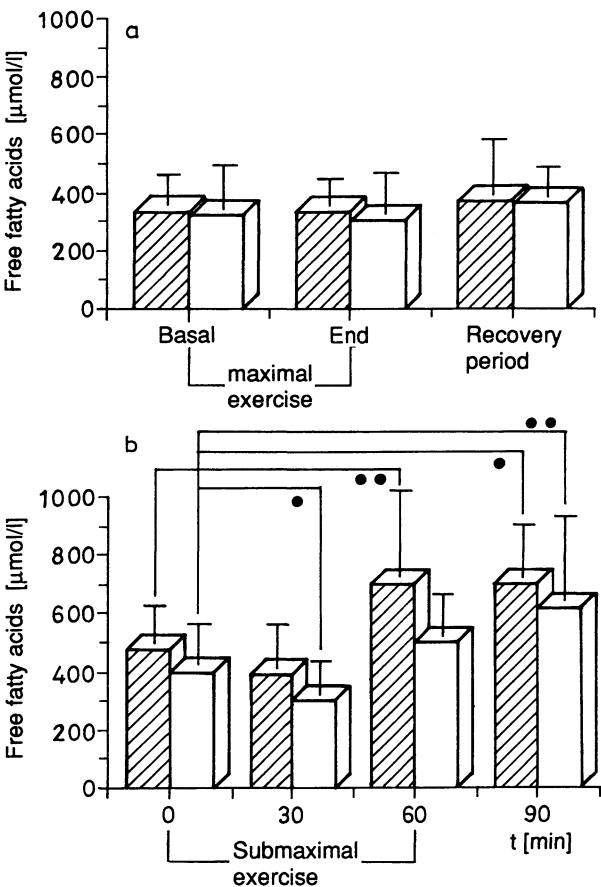 a
Free fatty acids [µmol/l]
1000
800
600
400
200
0
Basal
End
Recovery
period
maximal
exercise
b
Free fatty acids [µmol/l]
1000
800
600
400
200
0
0
30
60
90
t [min]
Submaximal
exercise